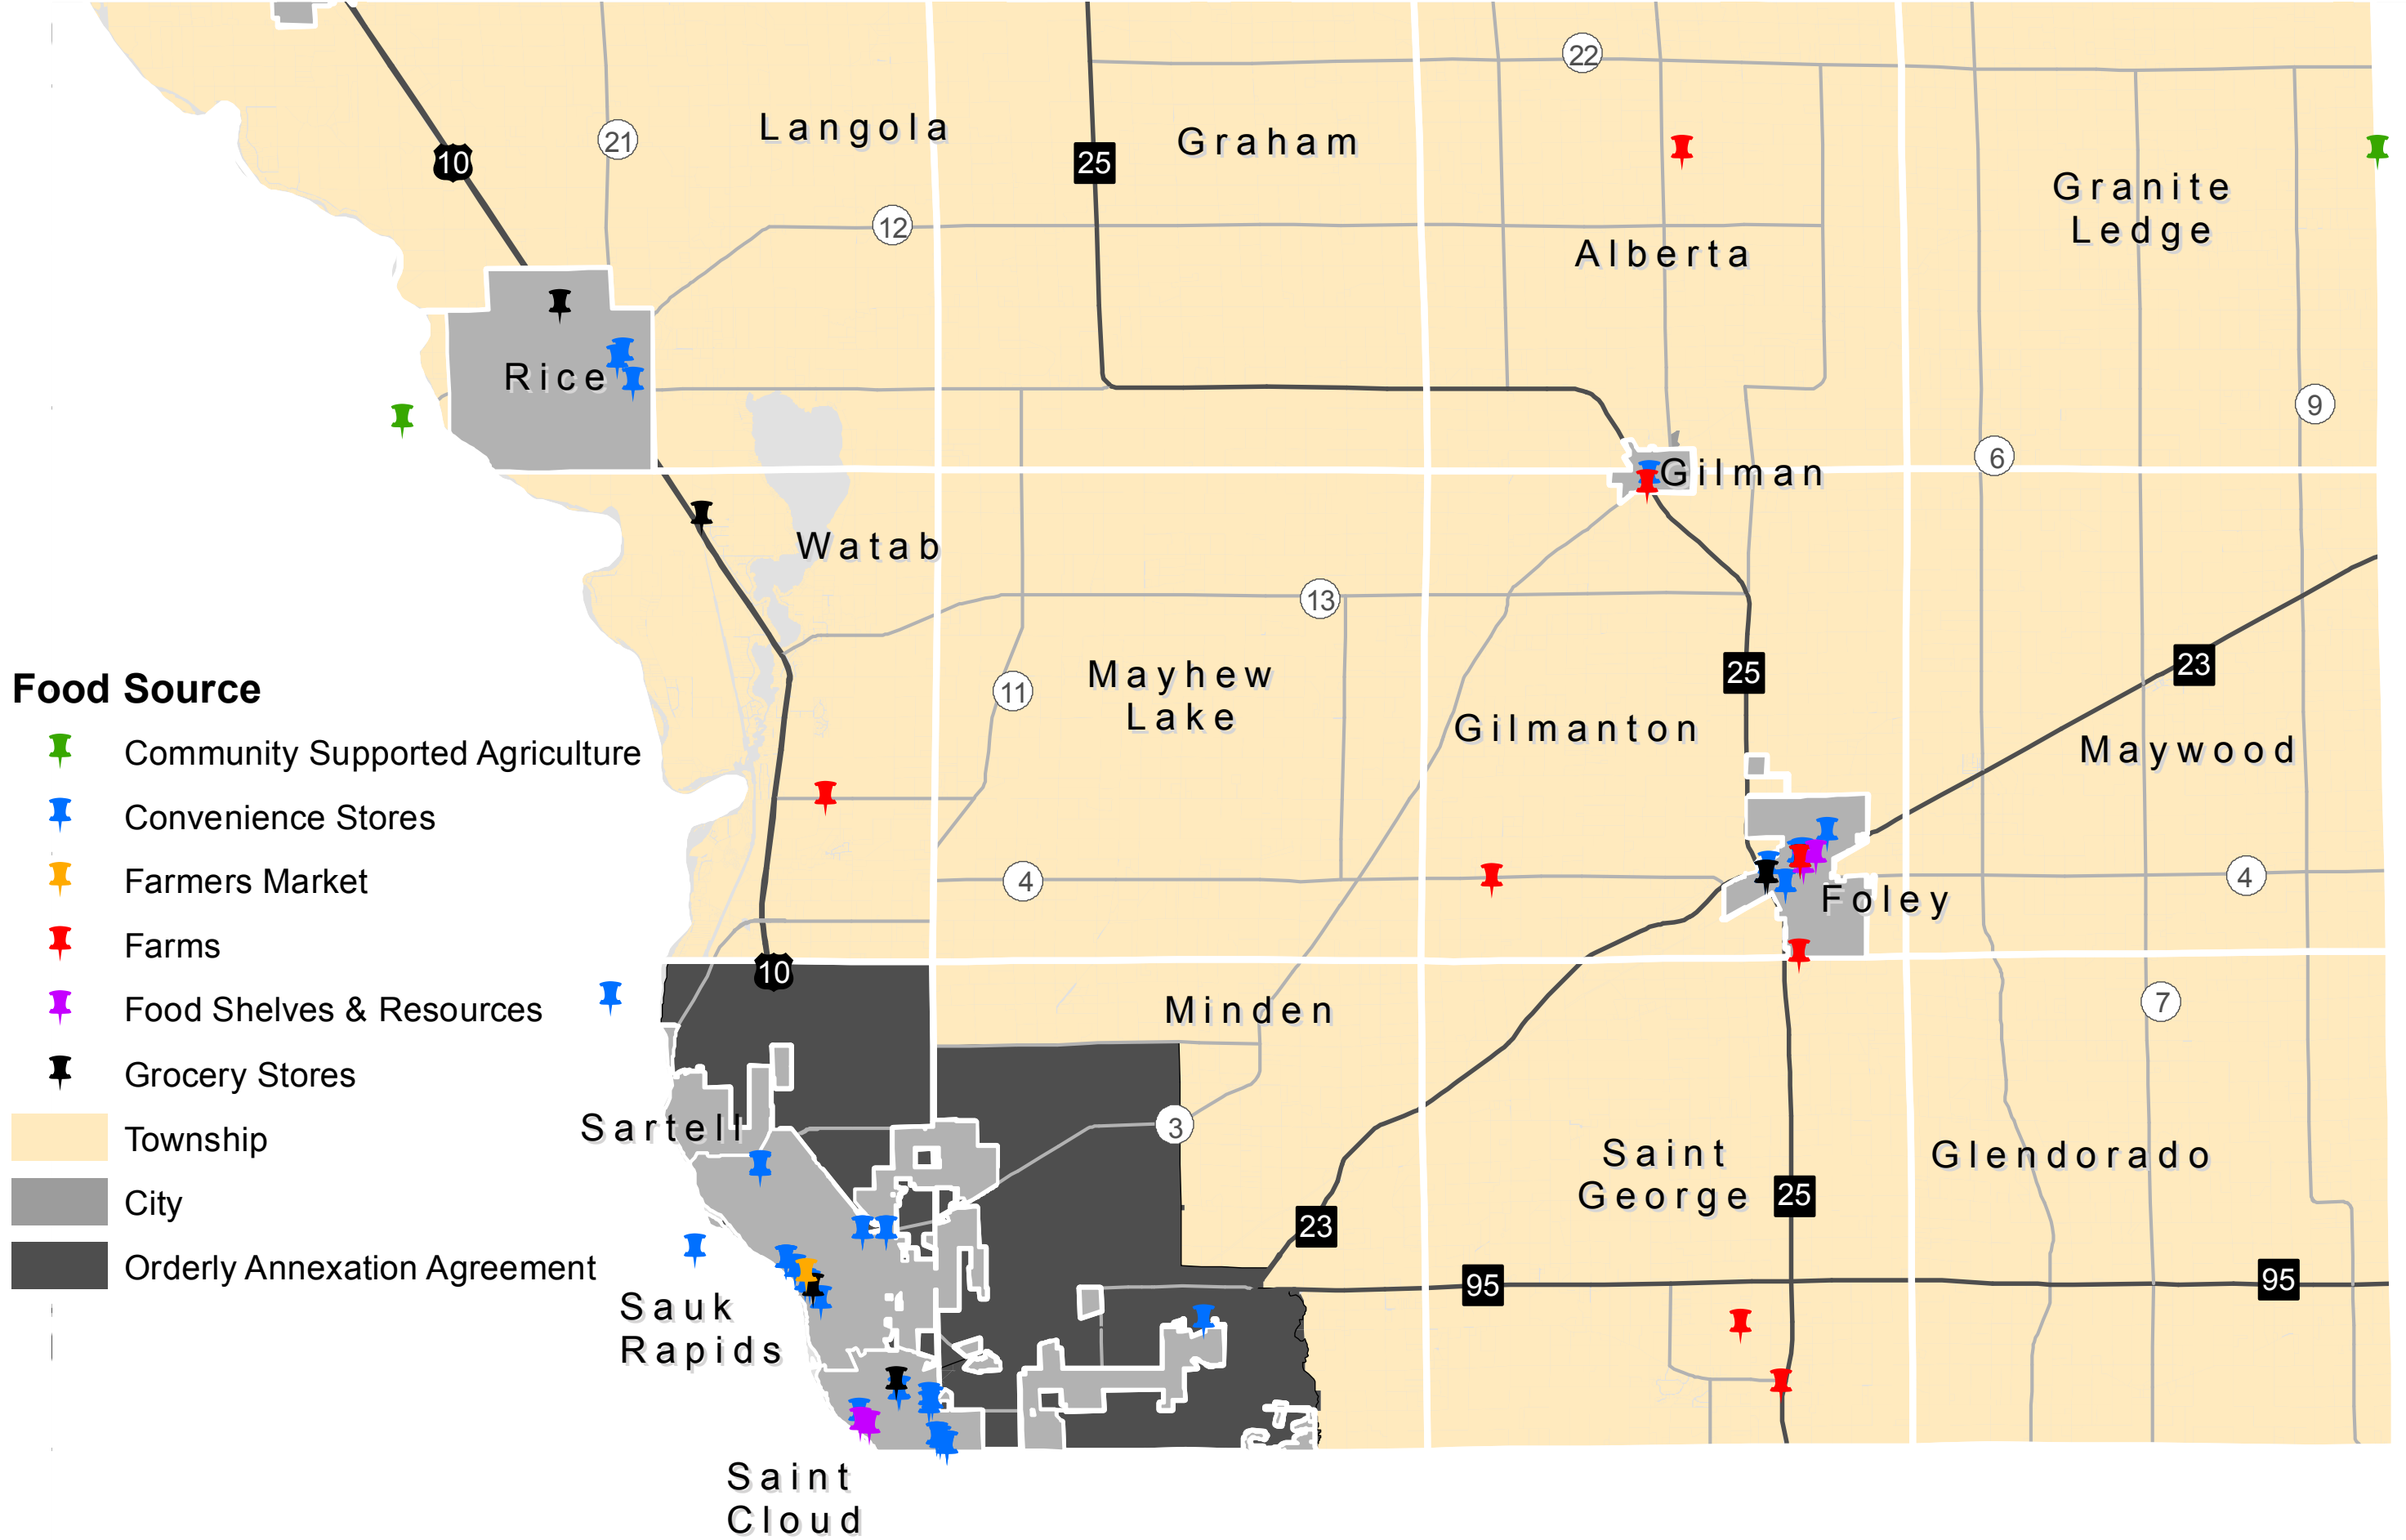 22
Langola
Graham
21
10
25
Granite
Ledge
12
Alberta
Rice
9
Gilman
6
Watab
13
23
Mayhew
Lake
25
11
Food Source
Gilmanton
Maywood
Community Supported Agriculture
Convenience Stores
Farmers Market
4
4
Foley
Farms
10
Food Shelves & Resources
Minden
7
Grocery Stores
Sartell
3
Township
Saint
George
Glendorado
25
City
23
Orderly Annexation Agreement
95
95
Sauk
Rapids
Saint
Cloud